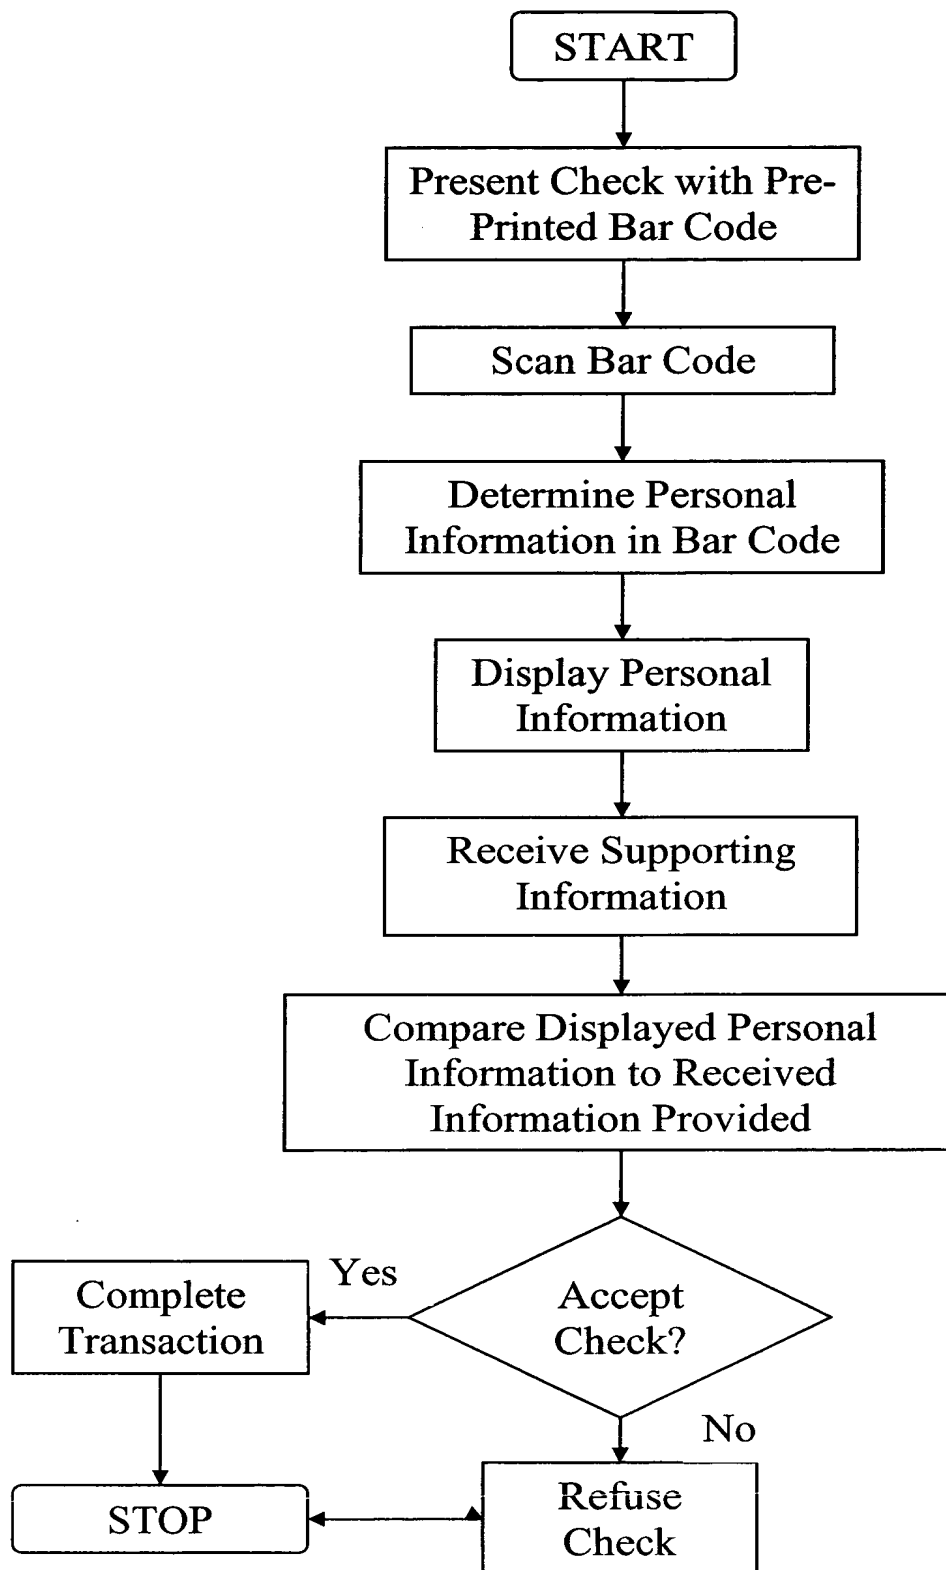 START
Present Check with Pre-
Printed Bar Code
Scan Bar Code
Determine Personal
Information in Bar Code
Display Personal
Information
Receive Supporting
Information
Compare Displayed Personal
Information to Received
Information Provided
Accept
Check?
Yes
Complete
Transaction
No
Refuse
Check
STOP